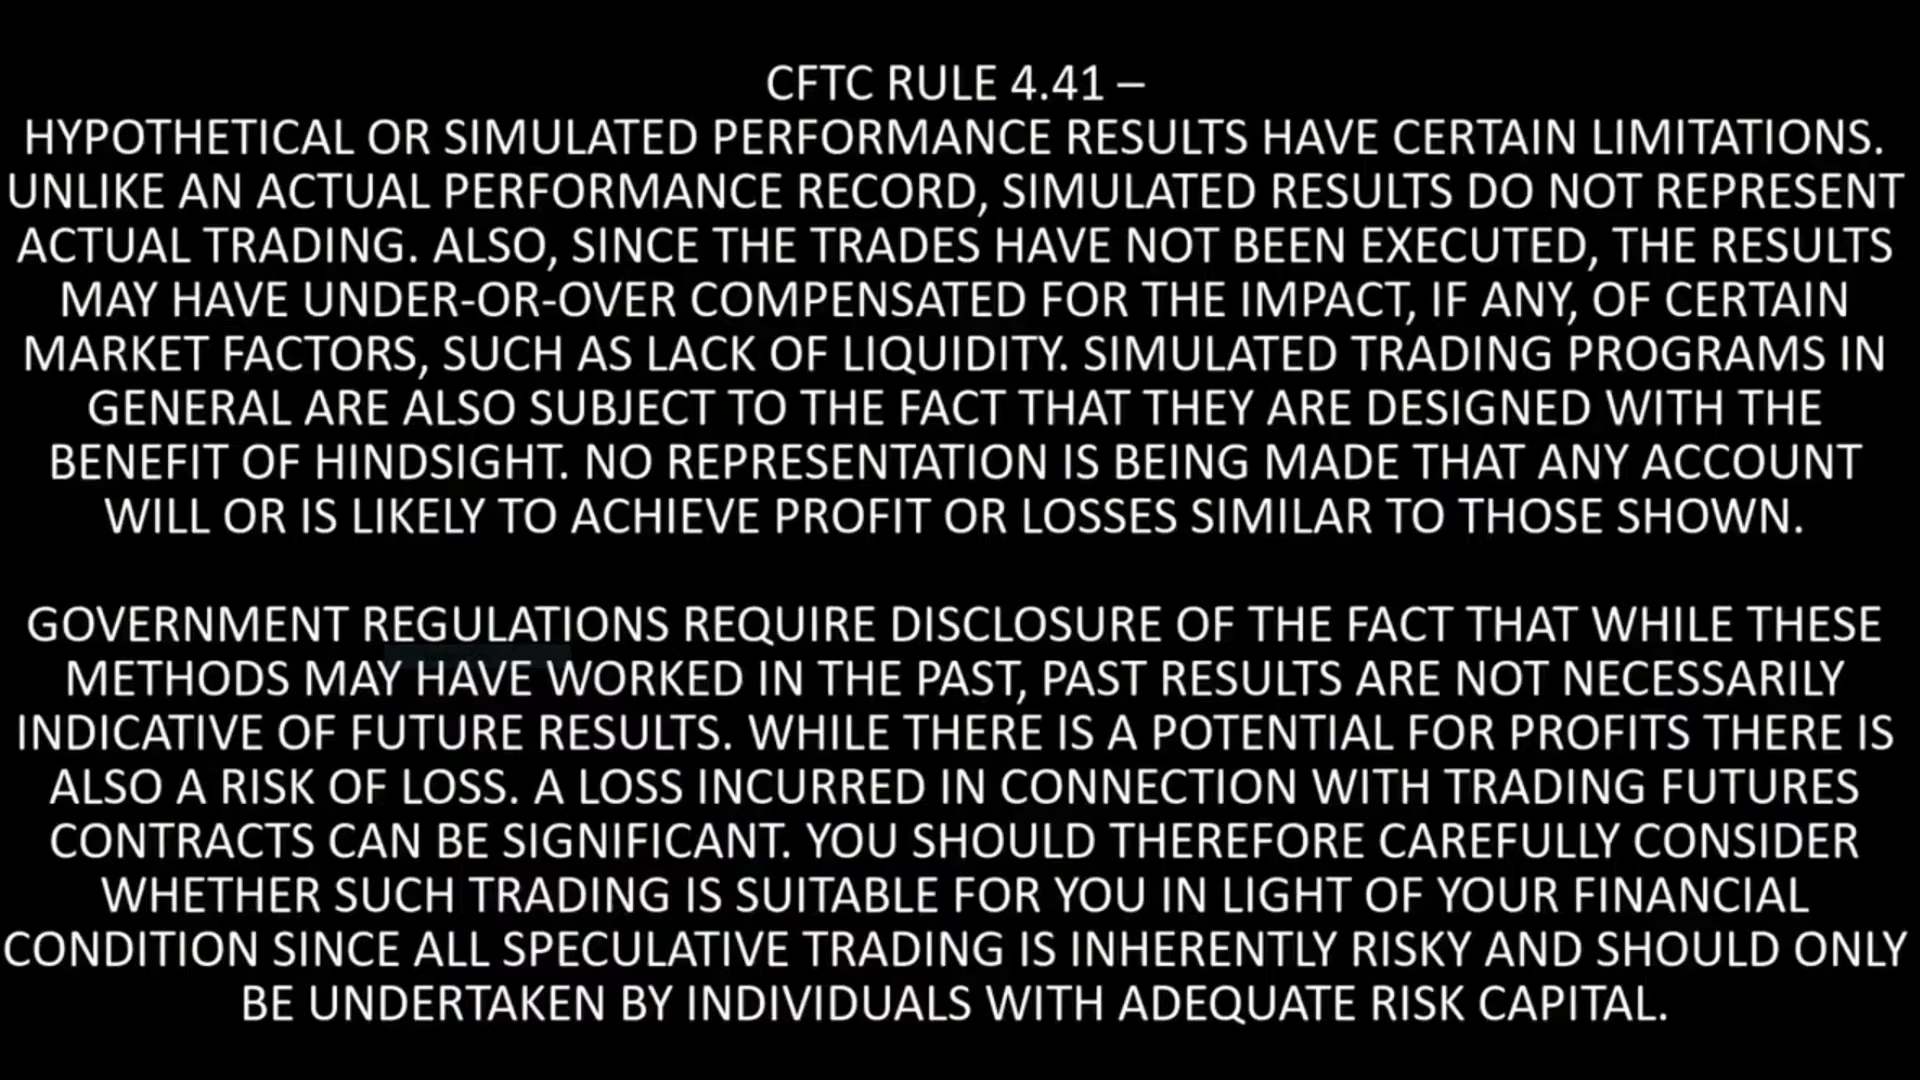 CFTC RULE 4.41 –
HYPOTHETICAL OR SIMULATED PERFORMANCE RESULTS HAVE CERTAIN LIMITATIONS.
UNLIKE AN ACTUAL PERFORMANCE RECORD, SIMULATED RESULTS DO NOT REPRESENT
ACTUAL TRADING. ALSO, SINCE THE TRADES HAVE NOT BEEN EXECUTED, THE RESULTS
MAY HAVE UNDER-OR-OVER COMPENSATED FOR THE IMPACT, IF ANY, OF CERTAIN
MARKET FACTORS, SUCH AS LACK OF LIQUIDITY. SIMULATED TRADING PROGRAMS IN
GENERAL ARE ALSO SUBJECT TO THE FACT THAT THEY ARE DESIGNED WITH THE
BENEFIT OF HINDSIGHT. NO REPRESENTATION IS BEING MADE THAT ANY ACCOUNT
WILL OR IS LIKELY TO ACHIEVE PROFIT OR LOSSES SIMILAR TO THOSE SHOWN.
GOVERNMENT REGULATIONS REQUIRE DISCLOSURE OF THE FACT THAT WHILE THESE
METHODS MAY HAVE WORKED IN THE PAST, PAST RESULTS ARE NOT NECESSARILY
INDICATIVE OF FUTURE RESULTS. WHILE THERE IS A POTENTIAL FOR PROFITS THERE IS
ALSO A RISK OF LOSS. A LOSS INCURRED IN CONNECTION WITH TRADING FUTURES
CONTRACTS CAN BE SIGNIFICANT. YOU SHOULD THEREFORE CAREFULLY CONSIDER
WHETHER SUCH TRADING IS SUITABLE FOR YOU IN LIGHT OF YOUR FINANCIAL
CONDITION SINCE ALL SPECULATIVE TRADING IS INHERENTLY RISKY AND SHOULD ONLY
BE UNDERTAKEN BY INDIVIDUALS WITH ADEQUATE RISK CAPITAL.